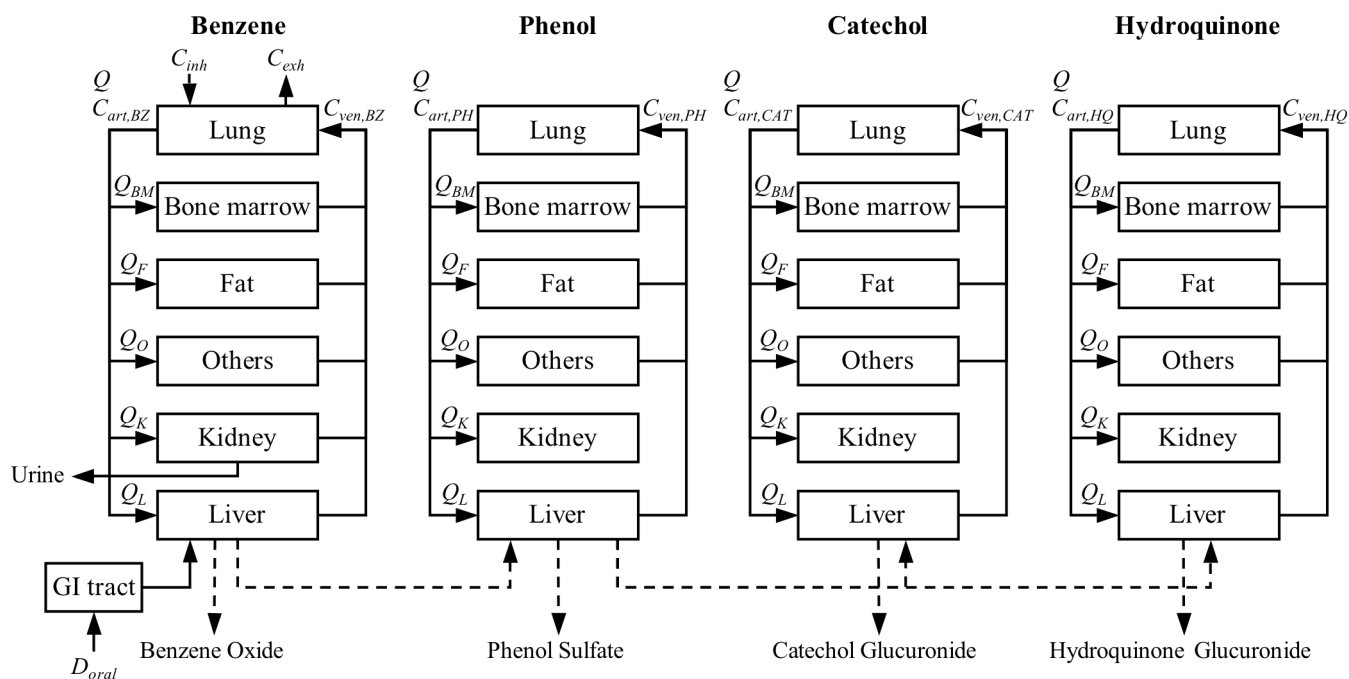 Benzene Phenol Catechol Hydroquinone
C_inh C_exh
Q Q Q Q
C_art,BZ C_ven,BZ C_art,PH C_ven,PH C_art,CAT C_ven,CAT C_art,HQ C_ven,HQ
Lung Lung Lung Lung
Q_BM Q_BM Q_BM Q_BM
Bone marrow Bone marrow Bone marrow Bone marrow
Q_F Q_F Q_F Q_F
Fat Fat Fat Fat
Q_O Q_O Q_O Q_O
Others Others Others Others
Q_K Q_K Q_K Q_K
Kidney Kidney Kidney Kidney
Urine
Q_L Q_L Q_L Q_L
Liver Liver Liver Liver
GI tract
Benzene Oxide Phenol Sulfate Catechol Glucuronide Hydroquinone Glucuronide
D_oral